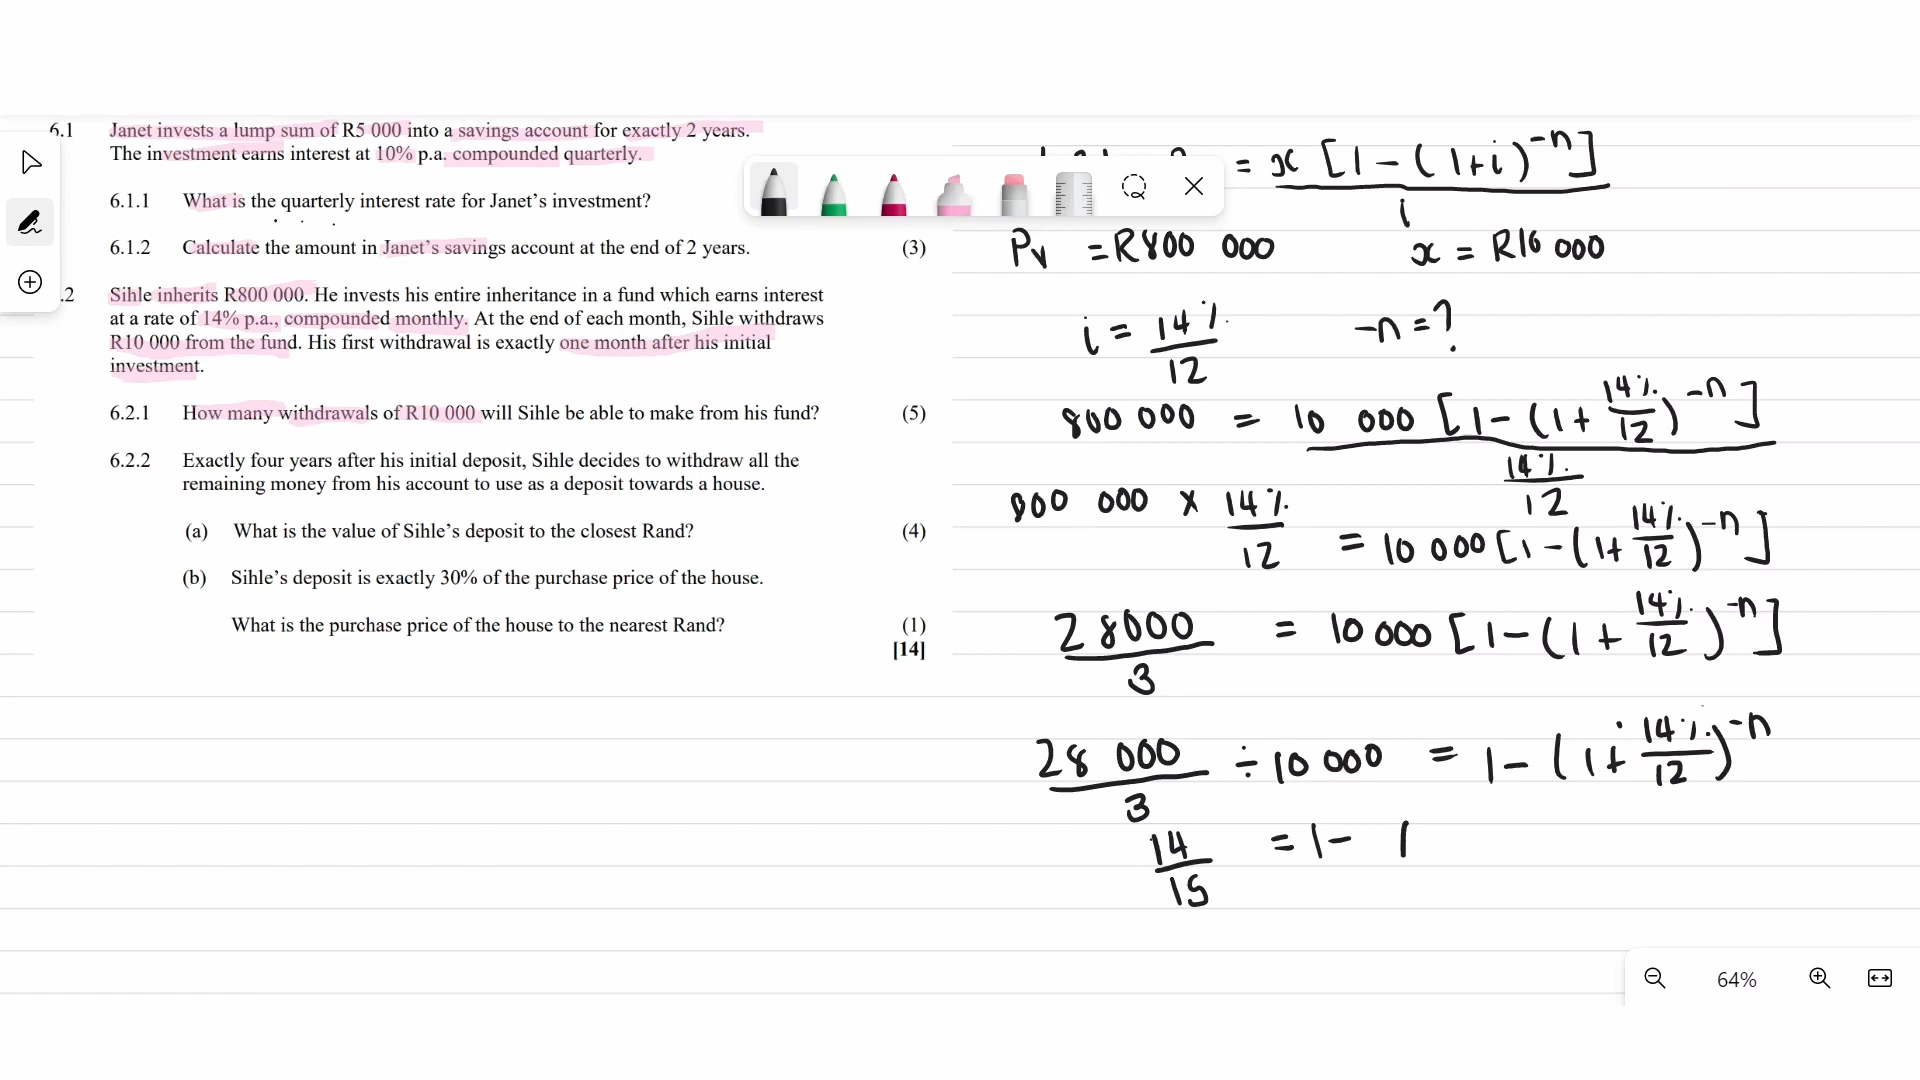 6.1 Janet invests a lump sum of R5 000 into a savings account for exactly 2 years.
The investment earns interest at 10% p.a. compounded quarterly.
6.1.1 What is the quarterly interest rate for Janet's investment?
6.1.2 Calculate the amount in Janet's savings account at the end of 2 years. (3)
.2 Sihle inherits R800 000. He invests his entire inheritance in a fund which earns interest
at a rate of 14% p.a., compounded monthly. At the end of each month, Sihle withdraws
R10 000 from the fund. His first withdrawal is exactly one month after his initial
investment.
6.2.1 How many withdrawals of R10 000 will Sihle be able to make from his fund? (5)
6.2.2 Exactly four years after his initial deposit, Sihle decides to withdraw all the
remaining money from his account to use as a deposit towards a house.
(a) What is the value of Sihle's deposit to the closest Rand? (4)
(b) Sihle's deposit is exactly 30% of the purchase price of the house.
What is the purchase price of the house to the nearest Rand? (1)
[14]
= x [1 - (1+i)^-n] / i
Pv = R800 000 x = R10 000
i = 14% / 12 -n = ?
800 000 = 10 000 [1 - (1 + 14%/12)^-n] / 14%/12
800 000 x 14%/12 = 10 000 [1 - (1 + 14%/12)^-n]
28000/3 = 10 000 [1 - (1 + 14%/12)^-n]
28 000/3 ÷ 10 000 = 1 - (1 + 14%/12)^-n
14/15 = 1 - (
64%